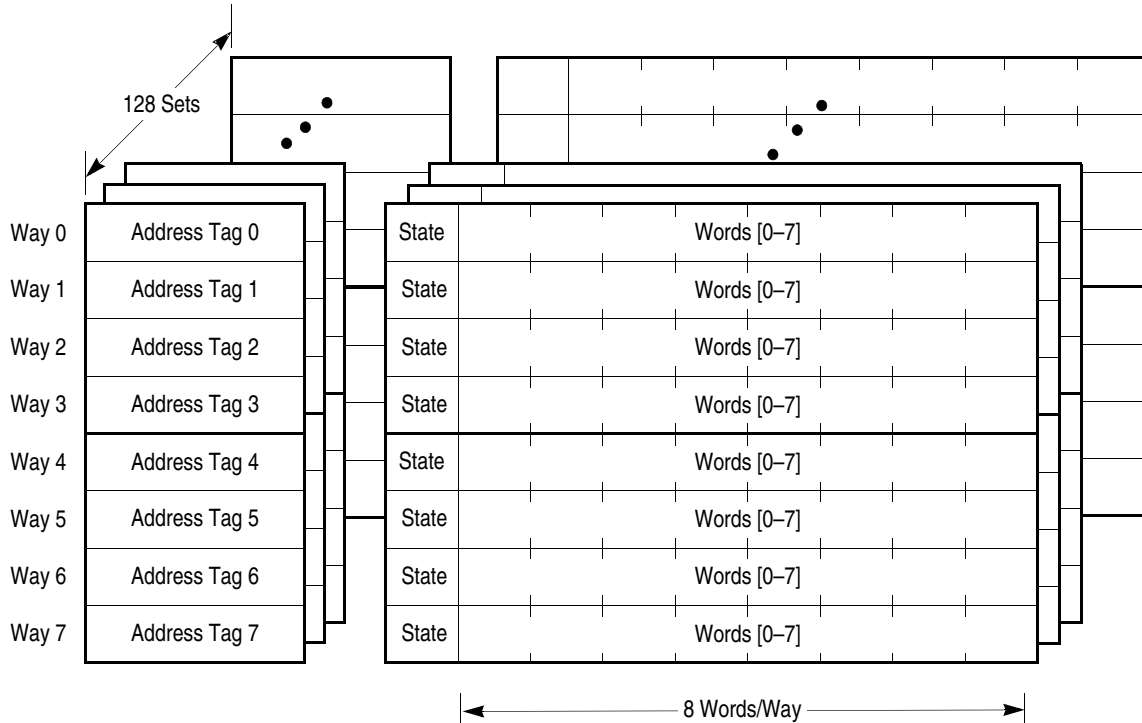 128 Sets
Way 0 Address Tag 0 State Words [0–7]
Way 1 Address Tag 1 State Words [0–7]
Way 2 Address Tag 2 State Words [0–7]
Way 3 Address Tag 3 State Words [0–7]
Way 4 Address Tag 4 State Words [0–7]
Way 5 Address Tag 5 State Words [0–7]
Way 6 Address Tag 6 State Words [0–7]
Way 7 Address Tag 7 State Words [0–7]
8 Words/Way